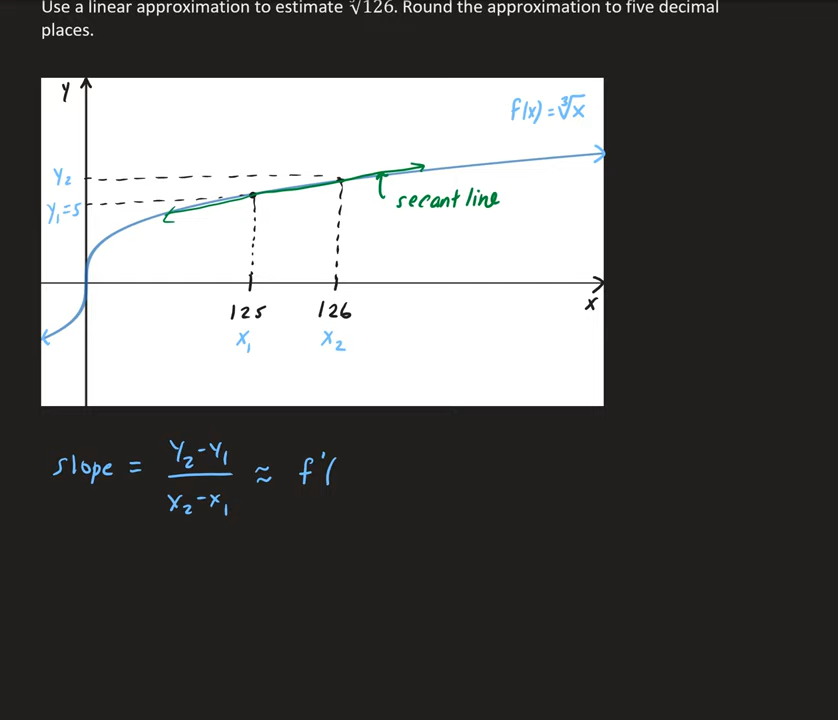 Use a linear approximation to estimate ∛126. Round the approximation to five decimal
places.
Y
f(x) = ∛x
Y₂
Y₁=5
secant line
125
126
x
x₁
x₂
slope = (Y₂-Y₁)/(x₂-x₁) ≈ f'(